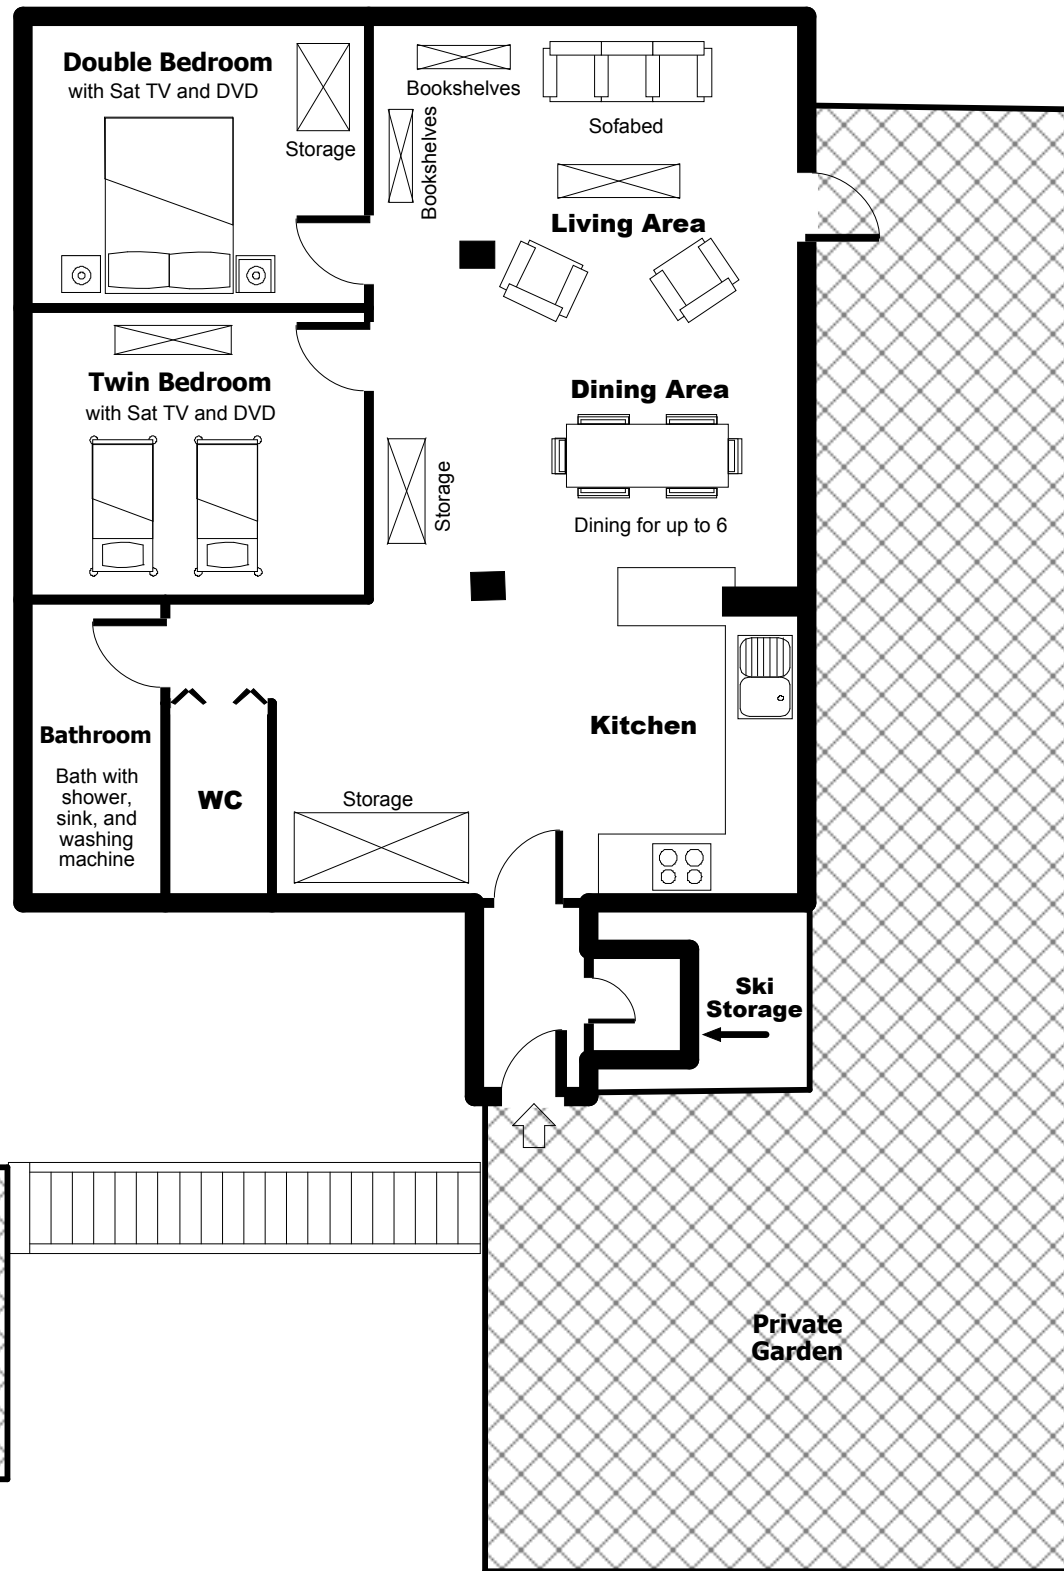 Double Bedroom
with Sat TV and DVD
Storage
Bookshelves
Bookshelves
Sofabed
Living Area
Twin Bedroom
with Sat TV and DVD
Storage
Dining Area
Dining for up to 6
Kitchen
Bathroom
Bath with
shower,
sink, and
washing
machine
WC
Storage
Ski
Storage
Private
Garden